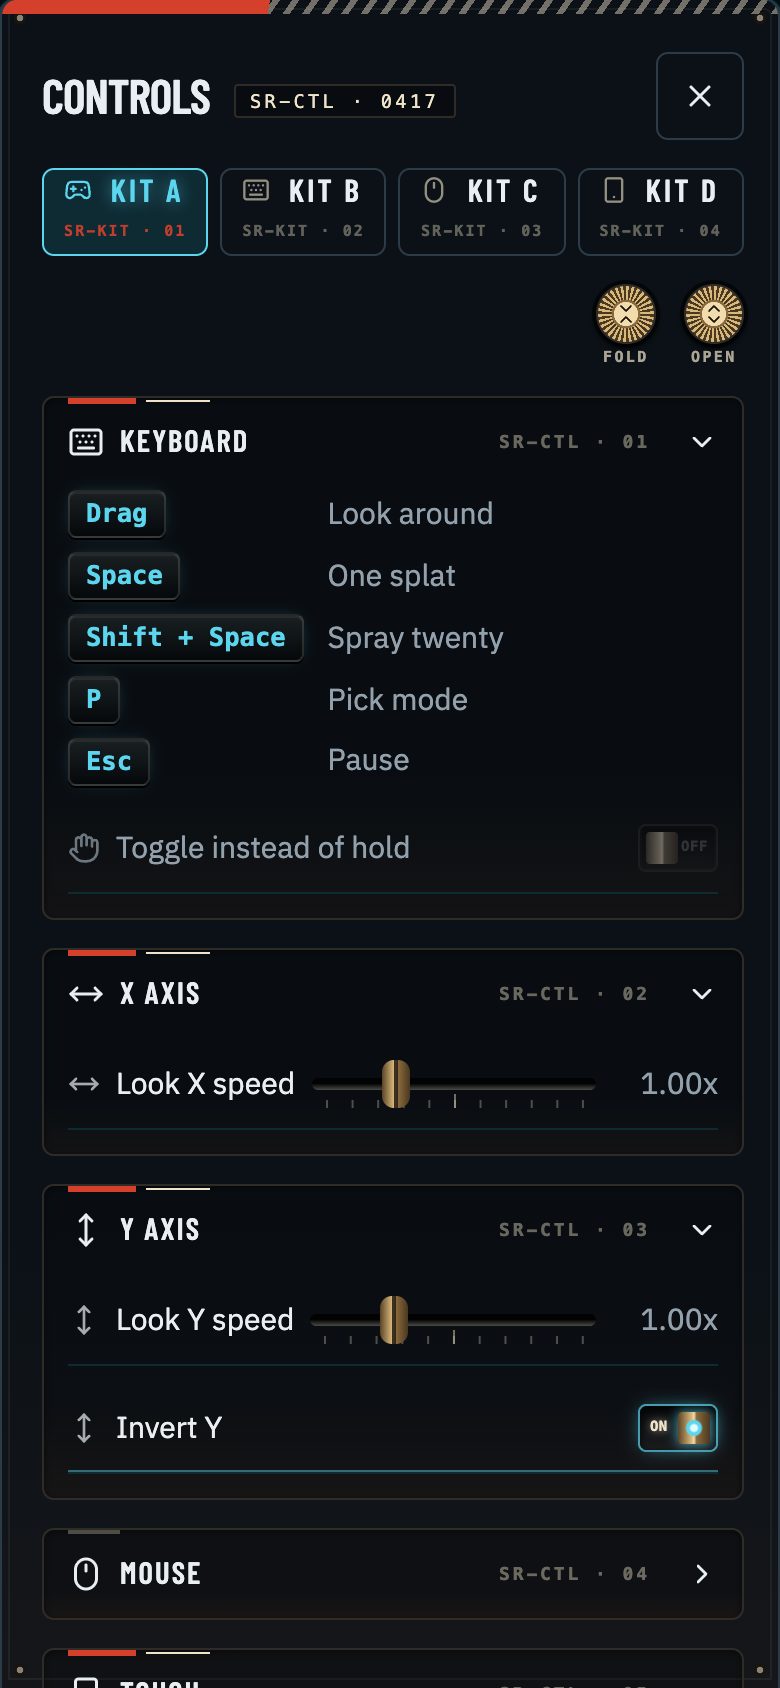 CONTROLS SR-CTL · 0417
KIT A KIT B KIT C KIT D
SR-KIT · 01 SR-KIT · 02 SR-KIT · 03 SR-KIT · 04
FOLD OPEN
KEYBOARD SR-CTL · 01
Drag Look around
Space One splat
Shift + Space Spray twenty
P Pick mode
Esc Pause
Toggle instead of hold OFF
X AXIS SR-CTL · 02
Look X speed 1.00x
Y AXIS SR-CTL · 03
Look Y speed 1.00x
Invert Y ON
MOUSE SR-CTL · 04